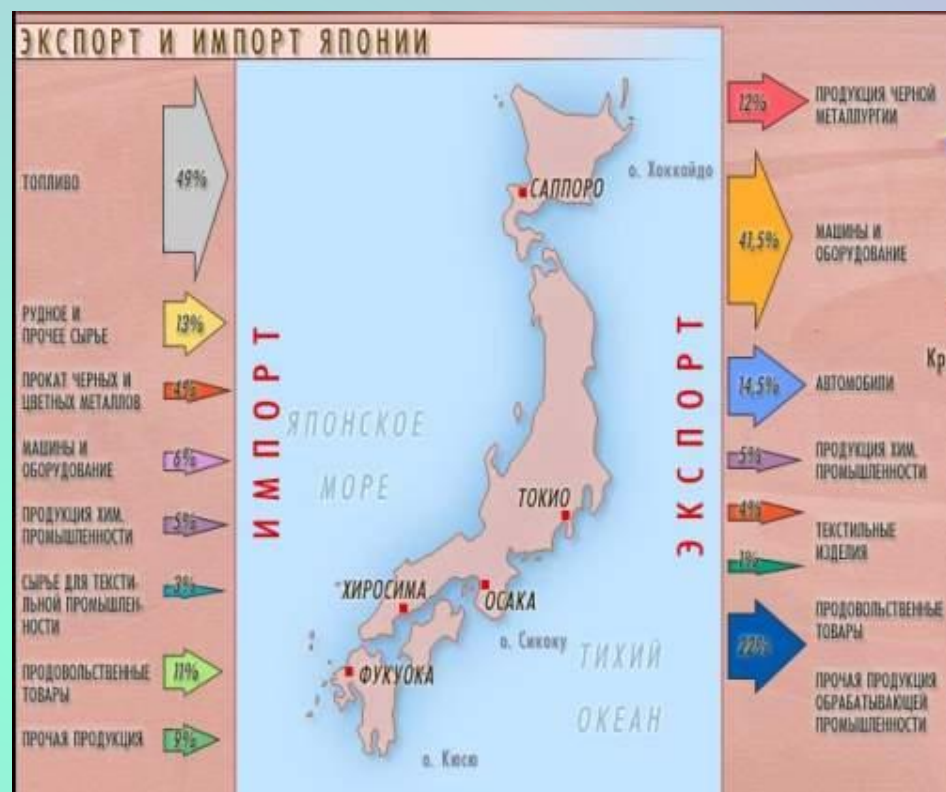 ЭКСПОРТ И ИМПОРТ ЯПОНИИ
ТОПЛИВО
49%
РУДНОЕ И
ПРОЧЕЕ СЫРЬЕ
13%
ПРОКАТ ЧЕРНЫХ И
ЦВЕТНЫХ МЕТАЛЛОВ
4%
МАШИНЫ И
ОБОРУДОВАНИЕ
6%
ПРОДУКЦИЯ ХИМ.
ПРОМЫШЛЕННОСТИ
5%
СЫРЬЕ ДЛЯ ТЕКСТИ-
ЛЬНОЙ ПРОМЫШЛЕН-
НОСТИ
3%
ПРОДОВОЛЬСТВЕННЫЕ
ТОВАРЫ
11%
ПРОЧАЯ ПРОДУКЦИЯ
9%
ИМПОРТ
САППОРО
о. Хоккайдо
ЯПОНСКОЕ
МОРЕ
ТОКИО
ХИРОСИМА
ОСАКА
о. Сикоку
ФУКУОКА
ТИХИЙ
ОКЕАН
о. Кюсю
ЭКСПОРТ
12%
ПРОДУКЦИЯ ЧЕРНОЙ
МЕТАЛЛУРГИИ
41,5%
МАШИНЫ И
ОБОРУДОВАНИЕ
Кр
14,5%
АВТОМОБИЛИ
5%
ПРОДУКЦИЯ ХИМ.
ПРОМЫШЛЕННОСТИ
4%
ТЕКСТИЛЬНЫЕ
ИЗДЕЛИЯ
1%
ПРОДОВОЛЬСТВЕННЫЕ
ТОВАРЫ
22%
ПРОЧАЯ ПРОДУКЦИЯ
ОБРАБАТЫВАЮЩЕЙ
ПРОМЫШЛЕННОСТИ